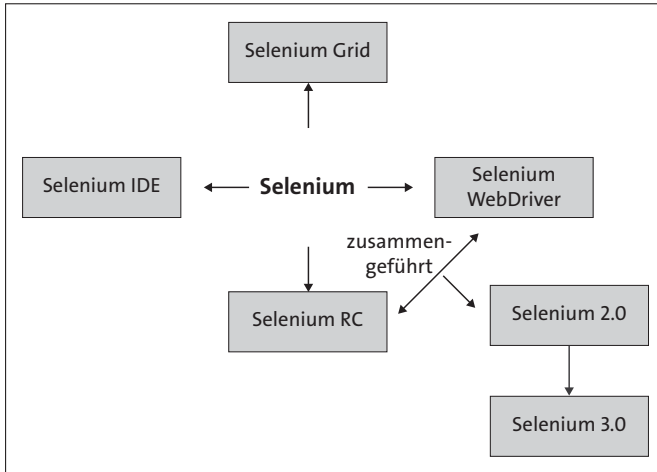 Selenium Grid
Selenium IDE
Selenium
Selenium
WebDriver
zusammen-
geführt
Selenium RC
Selenium 2.0
Selenium 3.0